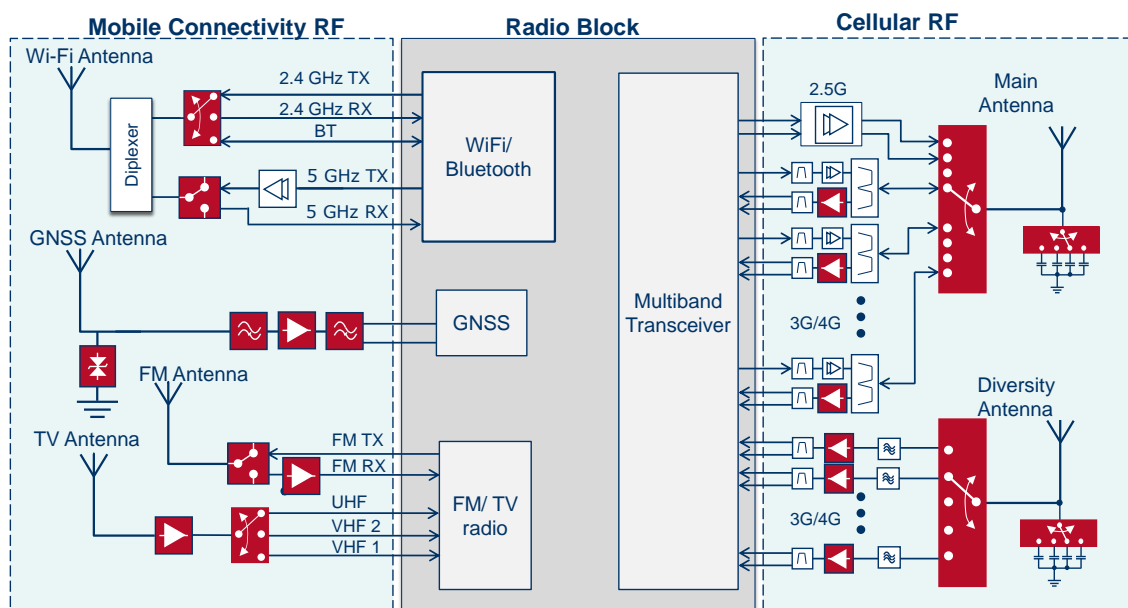 Mobile Connectivity RF
Radio Block
Cellular RF
Wi-Fi Antenna
2.4 GHz TX
2.4 GHz RX
BT
Diplexer
5 GHz TX
5 GHz RX
WiFi/
Bluetooth
GNSS Antenna
GNSS
FM Antenna
TV Antenna
FM TX
FM RX
UHF
VHF 2
VHF 1
FM/ TV
radio
Multiband
Transceiver
2.5G
Main
Antenna
3G/4G
Diversity
Antenna
3G/4G